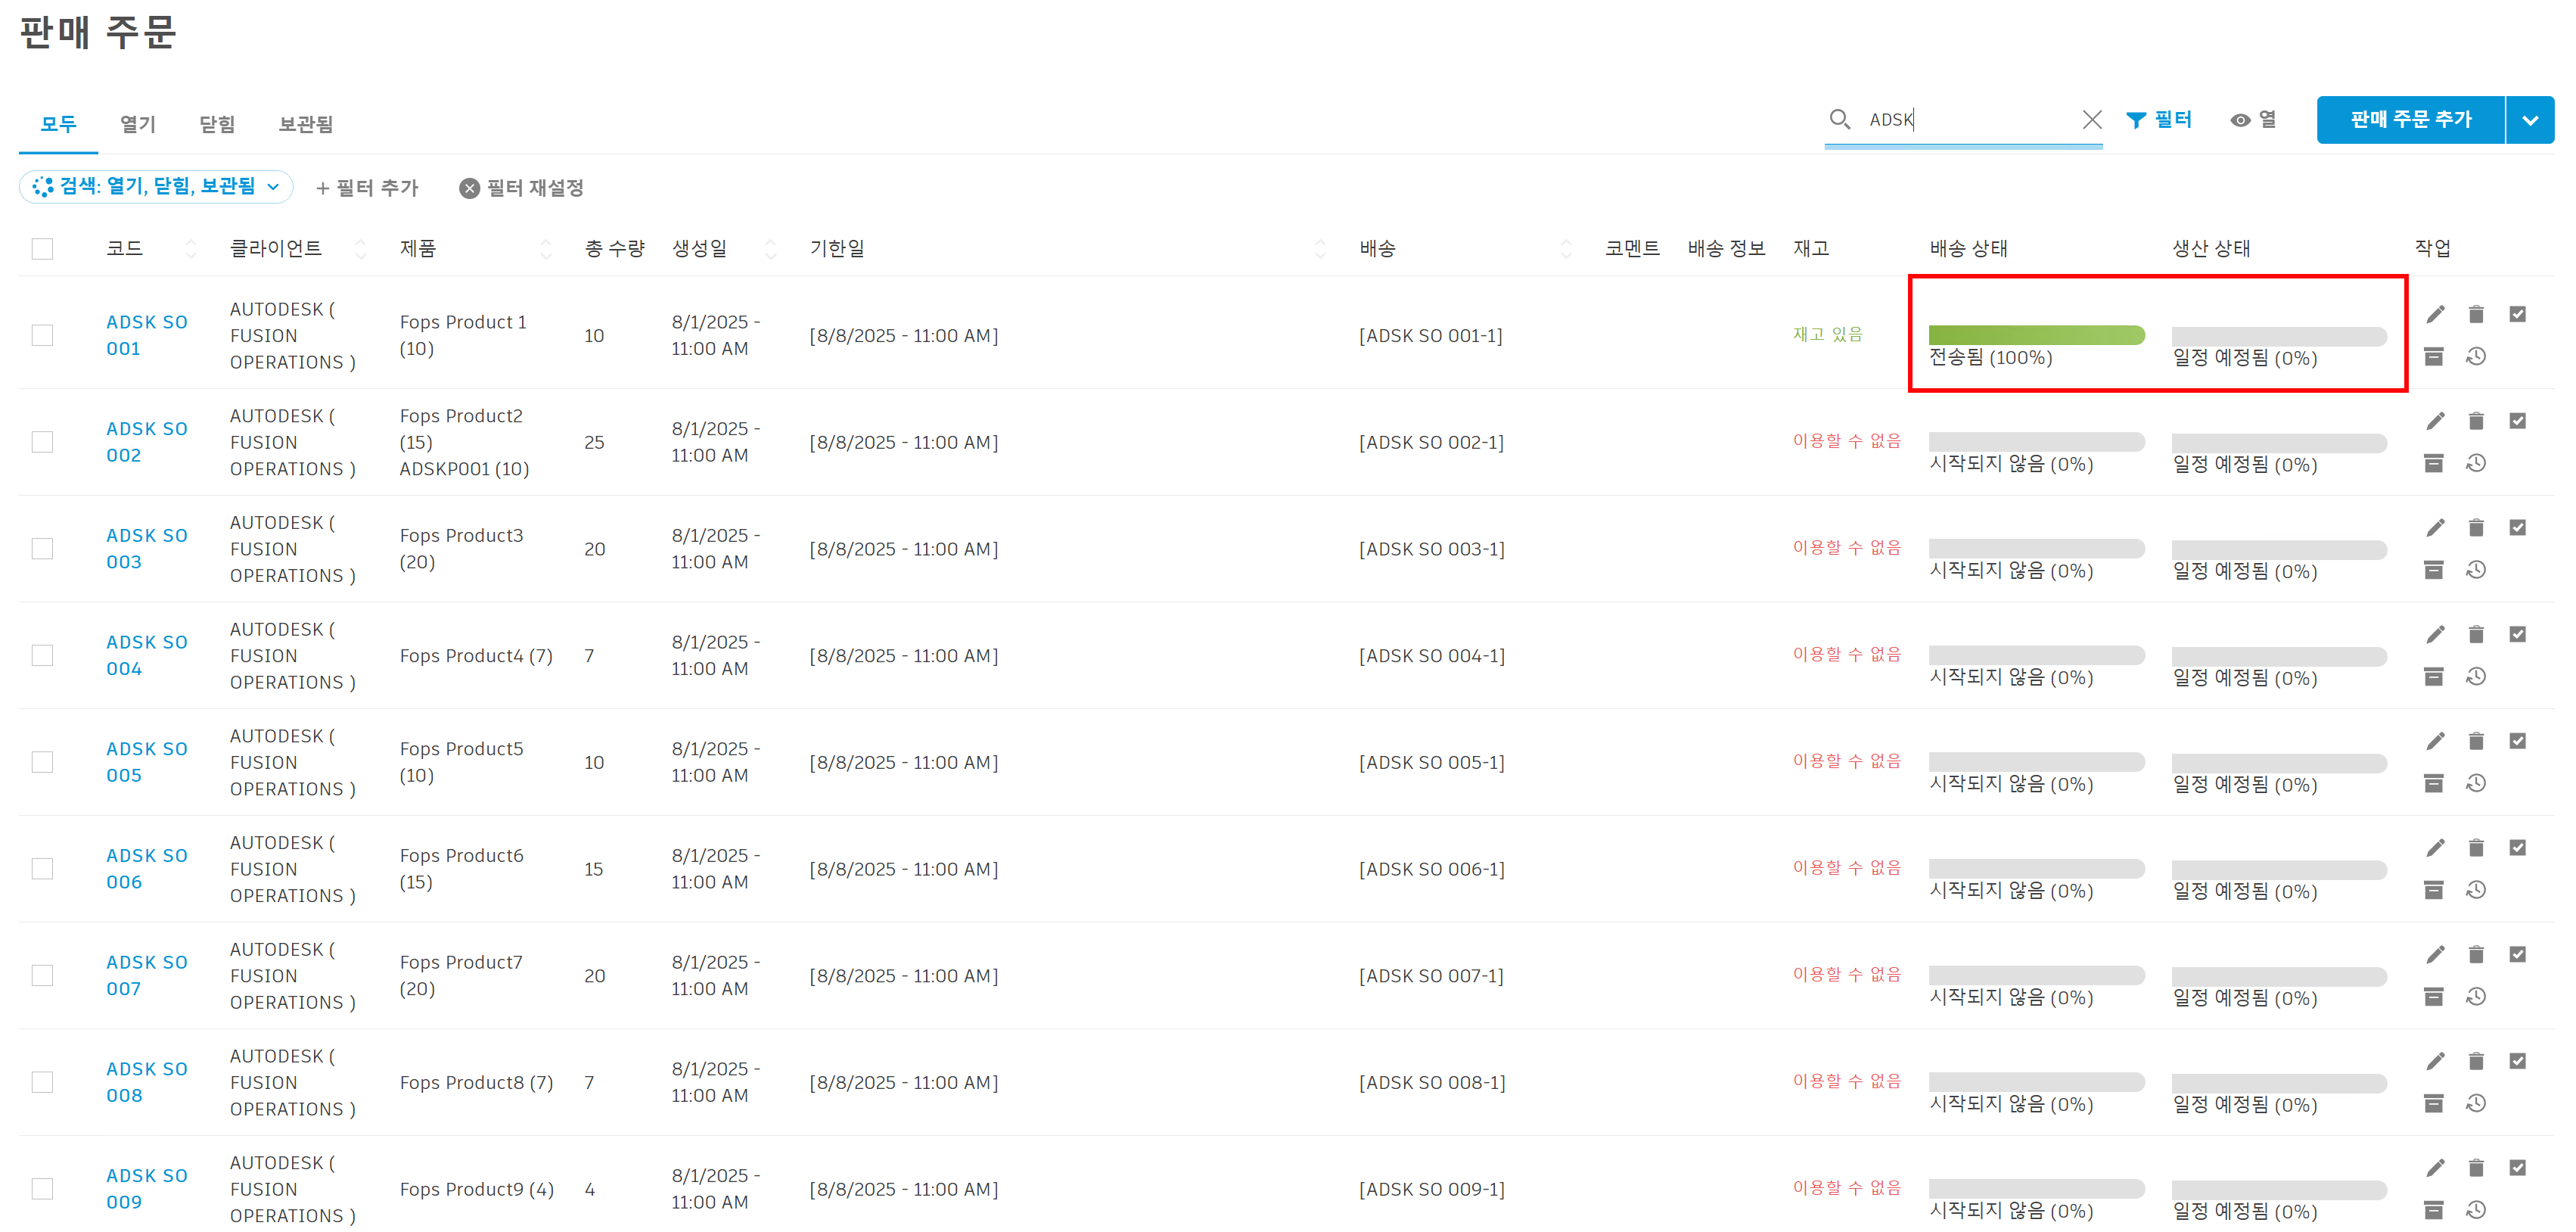 판매 주문
모두 열기 닫힘 보관됨 ADSK 필터 열 판매 주문 추가
검색: 열기, 닫힘, 보관됨 + 필터 추가 필터 재설정
코드 클라이언트 제품 총 수량 생성일 기한일 배송 코멘트 배송 정보 재고 배송 상태 생산 상태 작업
ADSK SO 001
AUTODESK ( FUSION OPERATIONS )
Fops Product 1 (10)
10
8/1/2025 - 11:00 AM
[8/8/2025 - 11:00 AM]
[ADSK SO 001-1]
재고 있음
전송됨 (100%)
일정 예정됨 (0%)
ADSK SO 002
AUTODESK ( FUSION OPERATIONS )
Fops Product2 (15)
ADSKP001 (10)
25
8/1/2025 - 11:00 AM
[8/8/2025 - 11:00 AM]
[ADSK SO 002-1]
이용할 수 없음
시작되지 않음 (0%)
일정 예정됨 (0%)
ADSK SO 003
AUTODESK ( FUSION OPERATIONS )
Fops Product3 (20)
20
8/1/2025 - 11:00 AM
[8/8/2025 - 11:00 AM]
[ADSK SO 003-1]
이용할 수 없음
시작되지 않음 (0%)
일정 예정됨 (0%)
ADSK SO 004
AUTODESK ( FUSION OPERATIONS )
Fops Product4 (7)
7
8/1/2025 - 11:00 AM
[8/8/2025 - 11:00 AM]
[ADSK SO 004-1]
이용할 수 없음
시작되지 않음 (0%)
일정 예정됨 (0%)
ADSK SO 005
AUTODESK ( FUSION OPERATIONS )
Fops Product5 (10)
10
8/1/2025 - 11:00 AM
[8/8/2025 - 11:00 AM]
[ADSK SO 005-1]
이용할 수 없음
시작되지 않음 (0%)
일정 예정됨 (0%)
ADSK SO 006
AUTODESK ( FUSION OPERATIONS )
Fops Product6 (15)
15
8/1/2025 - 11:00 AM
[8/8/2025 - 11:00 AM]
[ADSK SO 006-1]
이용할 수 없음
시작되지 않음 (0%)
일정 예정됨 (0%)
ADSK SO 007
AUTODESK ( FUSION OPERATIONS )
Fops Product7 (20)
20
8/1/2025 - 11:00 AM
[8/8/2025 - 11:00 AM]
[ADSK SO 007-1]
이용할 수 없음
시작되지 않음 (0%)
일정 예정됨 (0%)
ADSK SO 008
AUTODESK ( FUSION OPERATIONS )
Fops Product8 (7)
7
8/1/2025 - 11:00 AM
[8/8/2025 - 11:00 AM]
[ADSK SO 008-1]
이용할 수 없음
시작되지 않음 (0%)
일정 예정됨 (0%)
ADSK SO 009
AUTODESK ( FUSION OPERATIONS )
Fops Product9 (4)
4
8/1/2025 - 11:00 AM
[8/8/2025 - 11:00 AM]
[ADSK SO 009-1]
이용할 수 없음
시작되지 않음 (0%)
일정 예정됨 (0%)